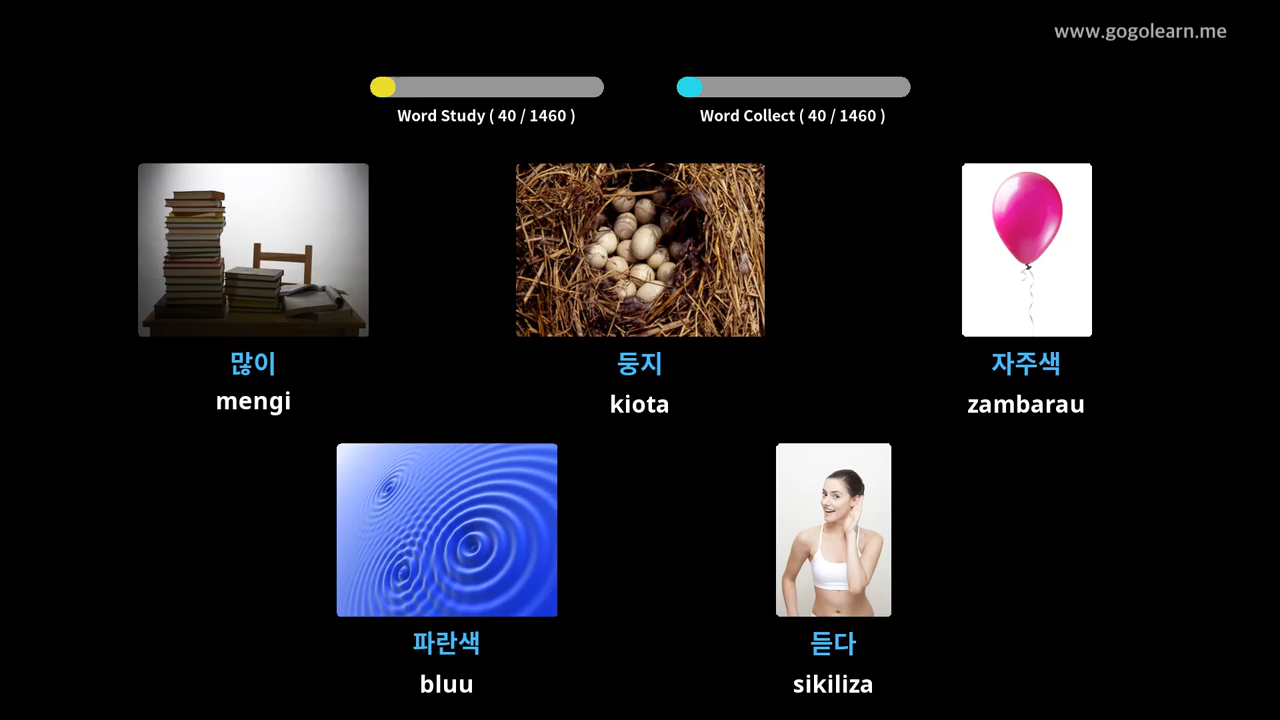 www.gogolearn.me
Word Study ( 40 / 1460 )
Word Collect ( 40 / 1460 )
많이
mengi
둥지
kiota
자주색
zambarau
파란색
bluu
듣다
sikiliza